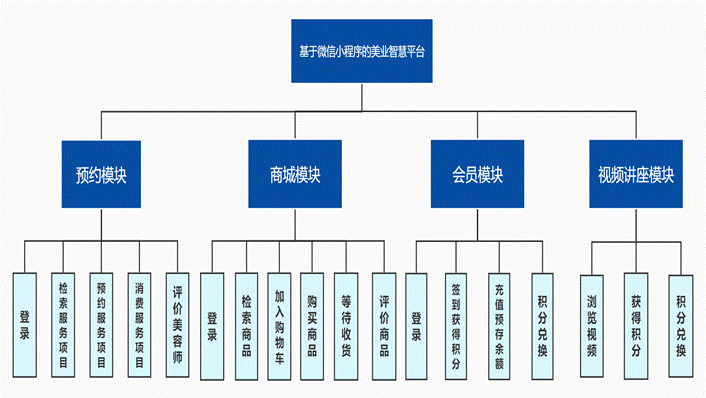 基于微信小程序的美业智慧平台
预约模块
商城模块
会员模块
视频讲座模块
登录
检索服务项目
预约服务项目
消费服务项目
评价美容师
登录
检索商品
加入购物车
购买商品
等待收货
评价商品
登录
签到获得积分
充值预存余额
积分兑换
浏览视频
获得积分
积分兑换